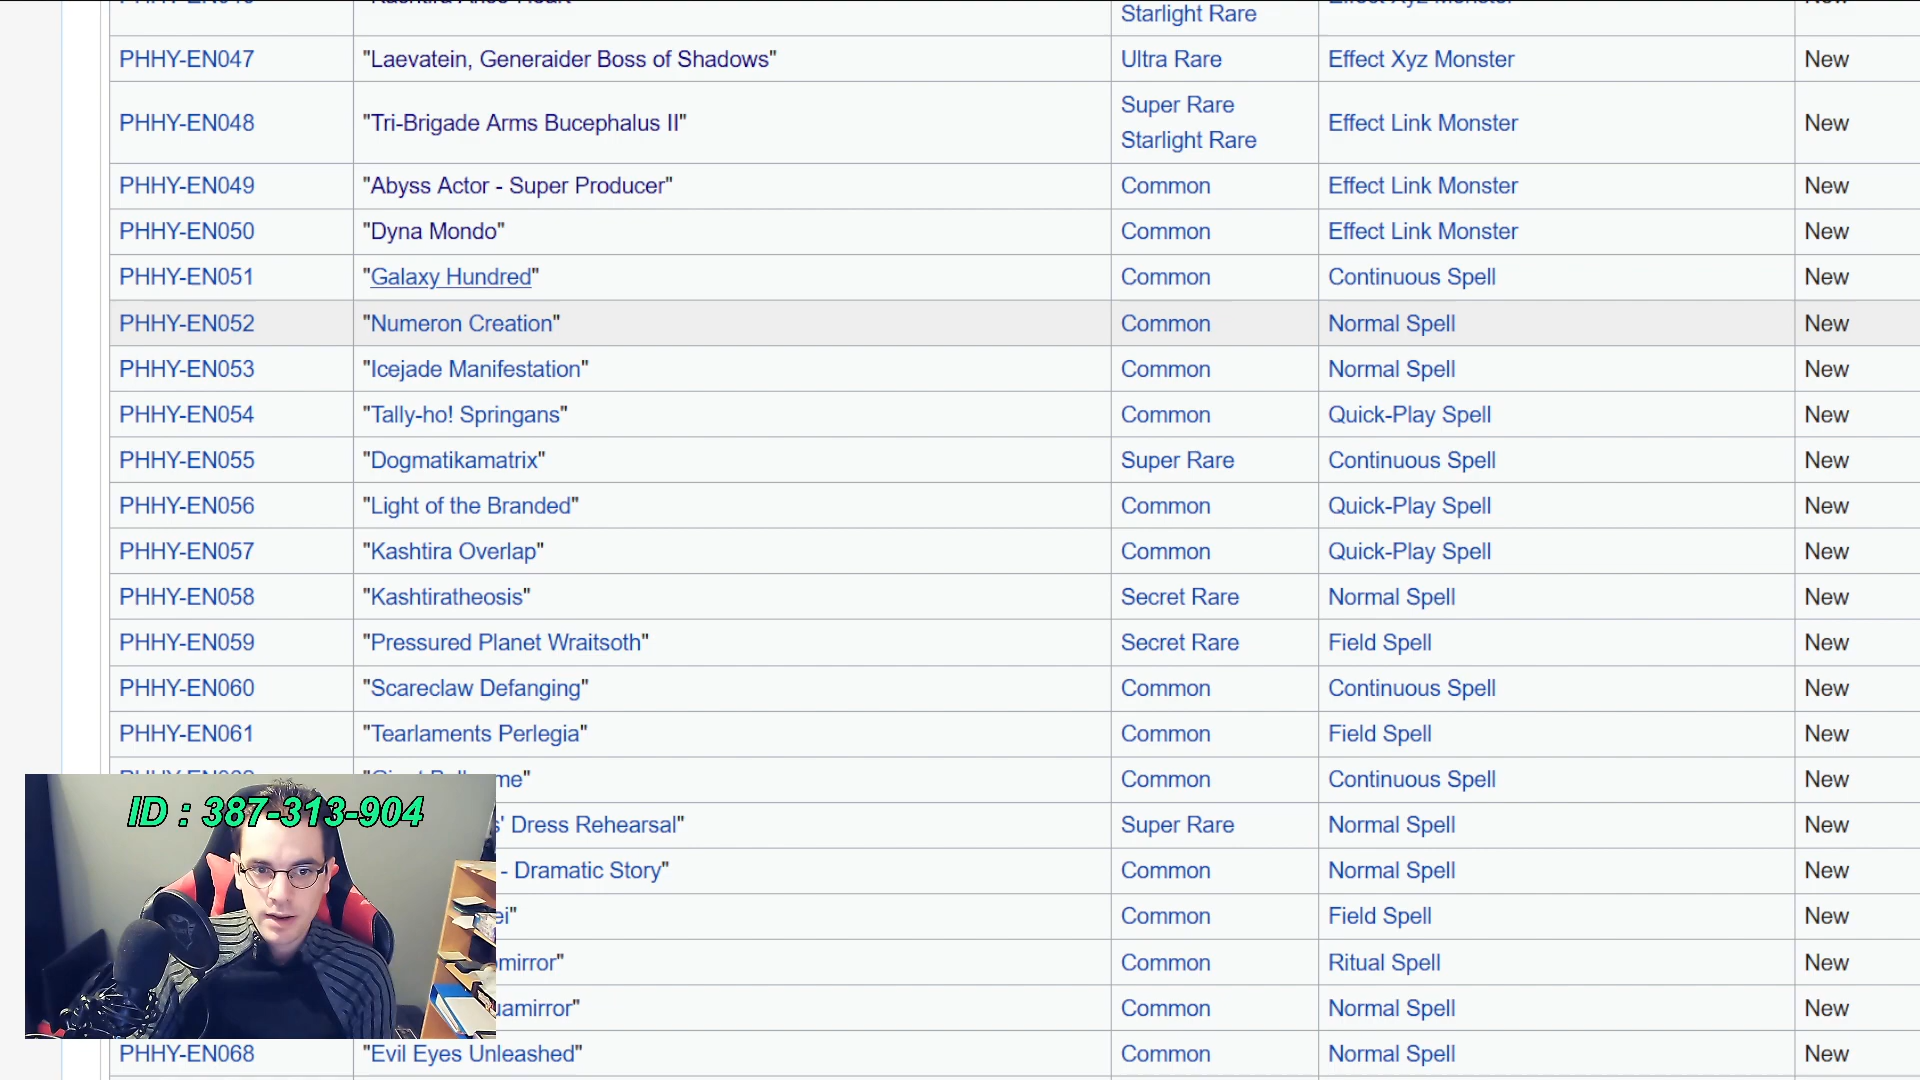 Starlight Rare
PHHY-EN047 "Laevatein, Generaider Boss of Shadows" Ultra Rare Effect Xyz Monster New
PHHY-EN048 "Tri-Brigade Arms Bucephalus II" Super Rare Effect Link Monster New
Starlight Rare
PHHY-EN049 "Abyss Actor - Super Producer" Common Effect Link Monster New
PHHY-EN050 "Dyna Mondo" Common Effect Link Monster New
PHHY-EN051 "Galaxy Hundred" Common Continuous Spell New
PHHY-EN052 "Numeron Creation" Common Normal Spell New
PHHY-EN053 "Icejade Manifestation" Common Normal Spell New
PHHY-EN054 "Tally-ho! Springans" Common Quick-Play Spell New
PHHY-EN055 "Dogmatikamatrix" Super Rare Continuous Spell New
PHHY-EN056 "Light of the Branded" Common Quick-Play Spell New
PHHY-EN057 "Kashtira Overlap" Common Quick-Play Spell New
PHHY-EN058 "Kashtiratheosis" Secret Rare Normal Spell New
PHHY-EN059 "Pressured Planet Wraitsoth" Secret Rare Field Spell New
PHHY-EN060 "Scareclaw Defanging" Common Continuous Spell New
PHHY-EN061 "Tearlaments Perlegia" Common Field Spell New
Common Continuous Spell New
ID : 387-313-904
Dress Rehearsal" Super Rare Normal Spell New
- Dramatic Story" Common Normal Spell New
Common Field Spell New
Common Ritual Spell New
Common Normal Spell New
PHHY-EN068 "Evil Eyes Unleashed" Common Normal Spell New